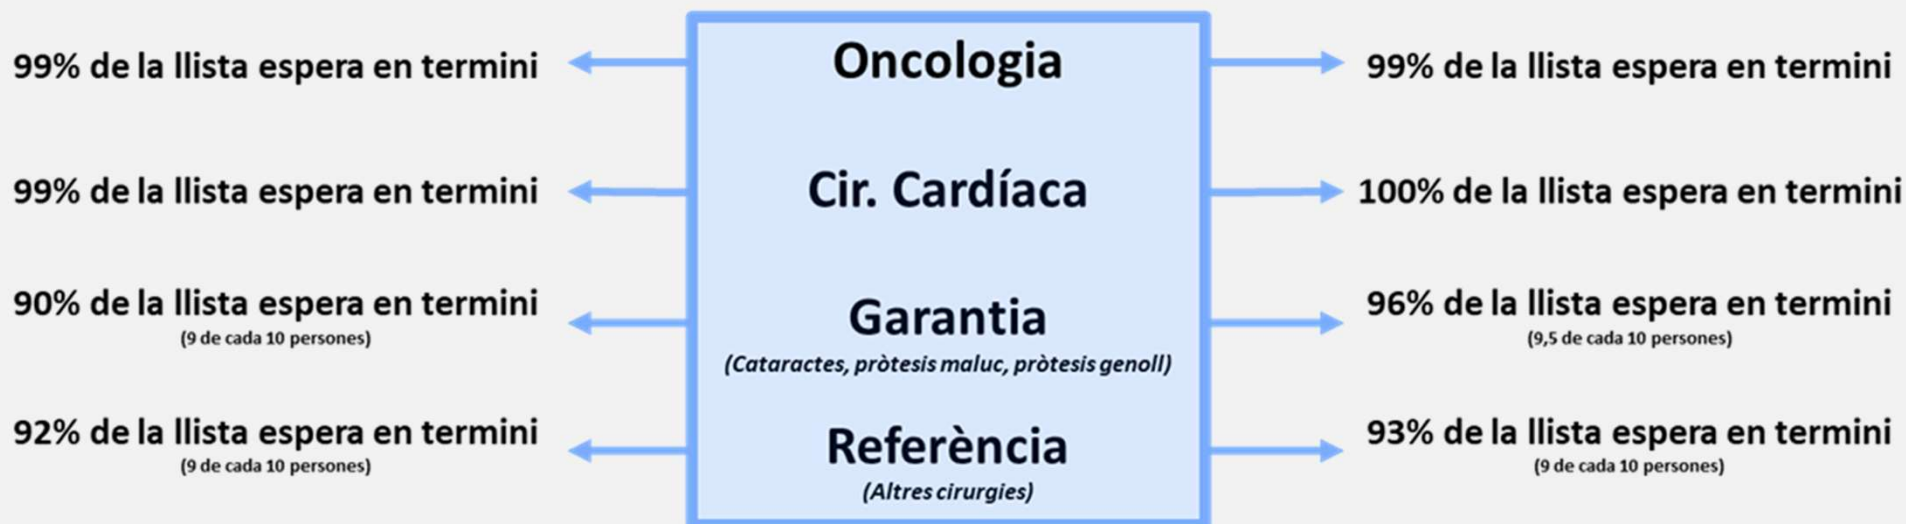 99% de la llista espera en termini
Oncologia
99% de la llista espera en termini
99% de la llista espera en termini
Cir. Cardíaca
100% de la llista espera en termini
90% de la llista espera en termini
(9 de cada 10 persones)
Garantia
(Cataractes, pròtesis maluc, pròtesis genoll)
96% de la llista espera en termini
(9,5 de cada 10 persones)
92% de la llista espera en termini
(9 de cada 10 persones)
Referència
(Altres cirurgies)
93% de la llista espera en termini
(9 de cada 10 persones)